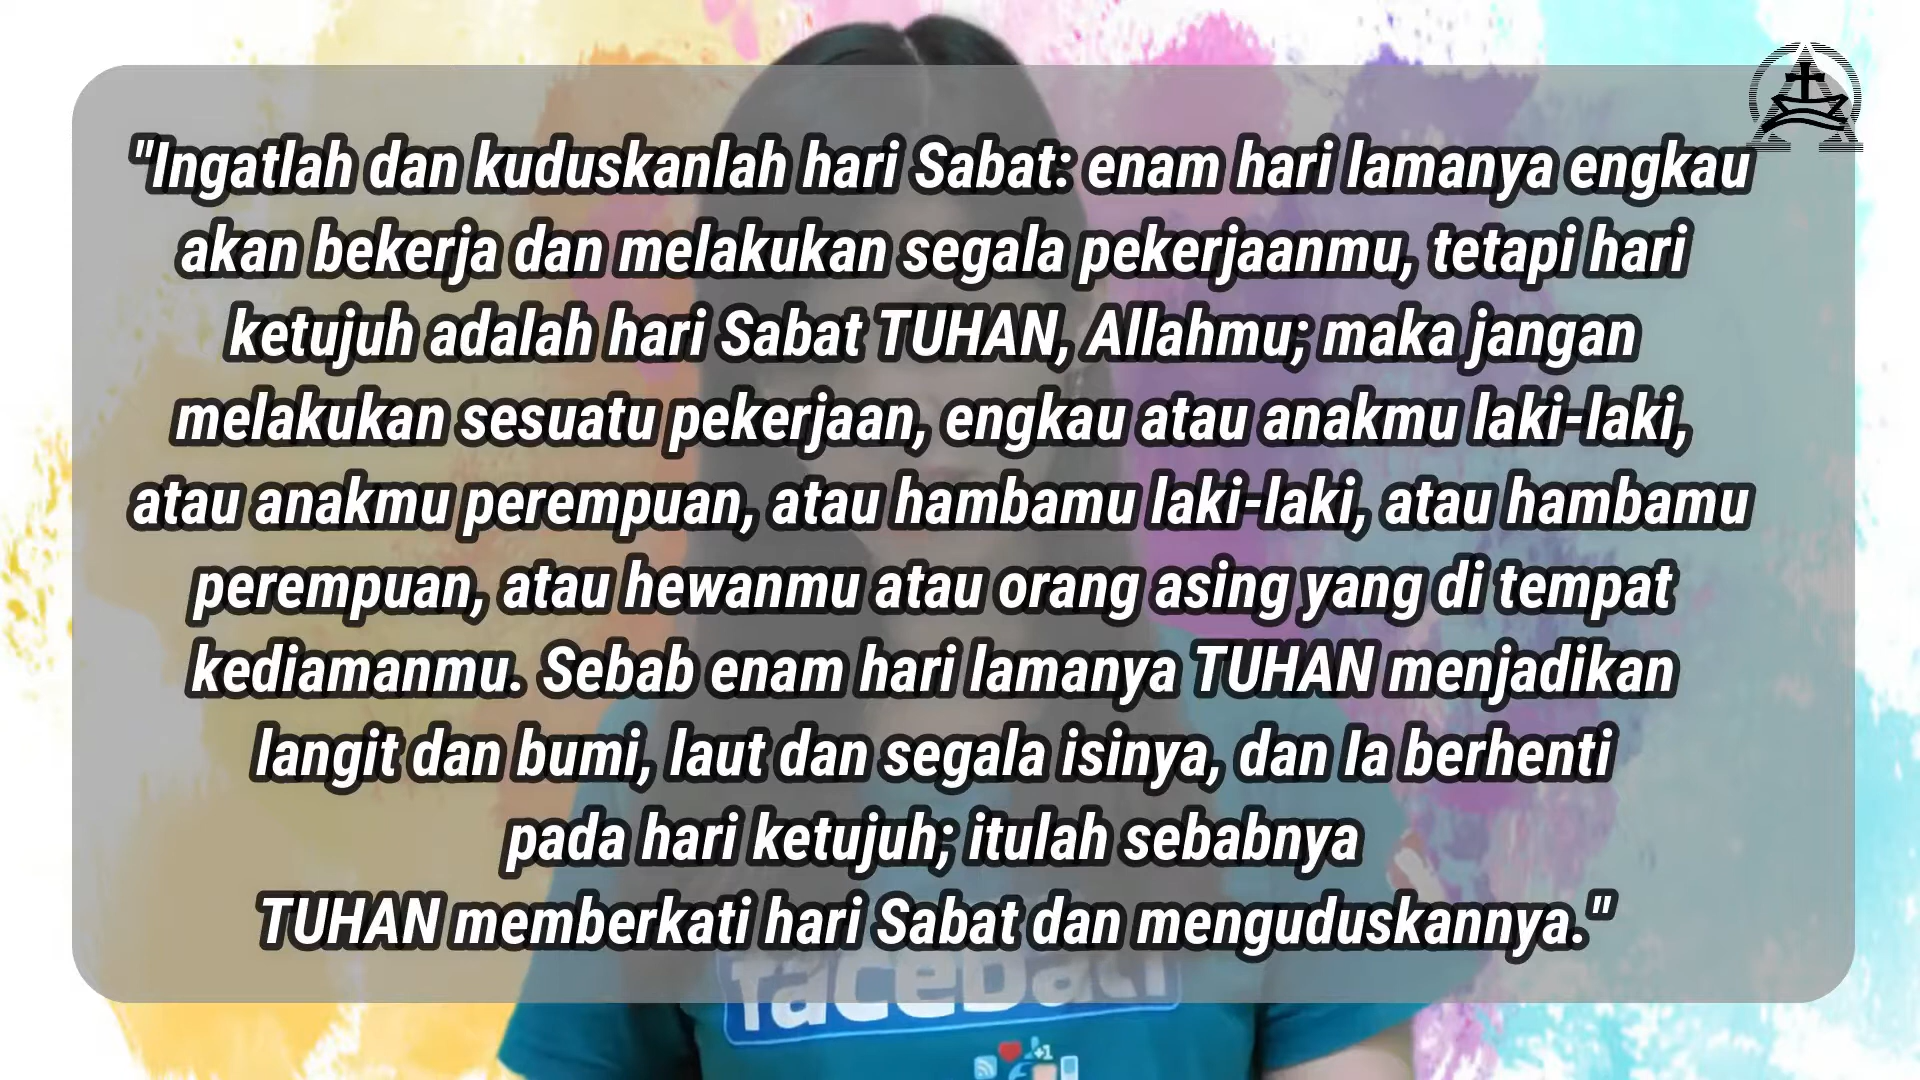 "Ingatlah dan kuduskanlah hari Sabat: enam hari lamanya engkau
akan bekerja dan melakukan segala pekerjaanmu, tetapi hari
ketujuh adalah hari Sabat TUHAN, Allahmu; maka jangan
melakukan sesuatu pekerjaan, engkau atau anakmu laki-laki,
atau anakmu perempuan, atau hambamu laki-laki, atau hambamu
perempuan, atau hewanmu atau orang asing yang di tempat
kediamanmu. Sebab enam hari lamanya TUHAN menjadikan
langit dan bumi, laut dan segala isinya, dan Ia berhenti
pada hari ketujuh; itulah sebabnya
TUHAN memberkati hari Sabat dan menguduskannya."
+1